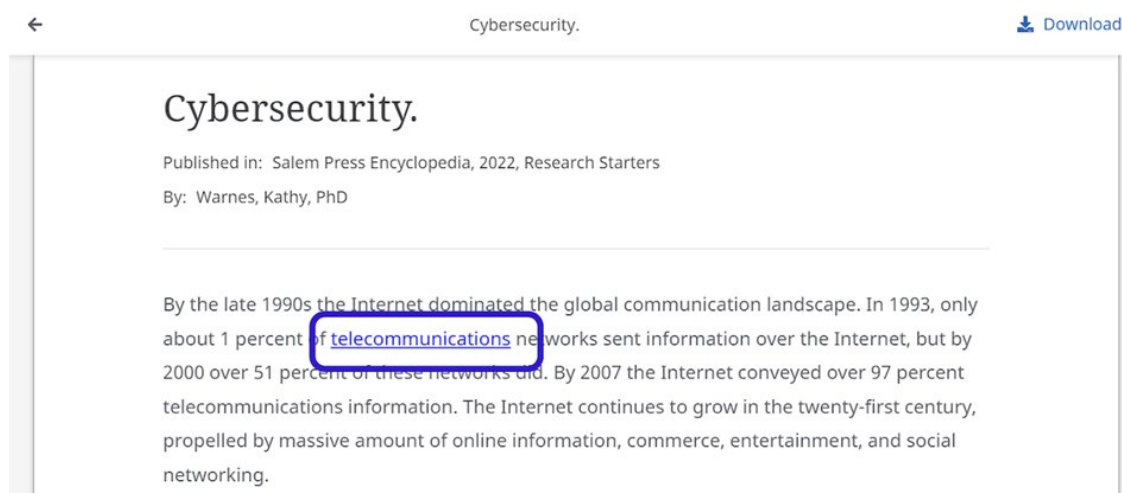 Cybersecurity.
Download
Cybersecurity.
Published in: Salem Press Encyclopedia, 2022, Research Starters
By: Warnes, Kathy, PhD
By the late 1990s the Internet dominated the global communication landscape. In 1993, only
about 1 percent of telecommunications networks sent information over the Internet, but by
2000 over 51 percent of these networks did. By 2007 the Internet conveyed over 97 percent
telecommunications information. The Internet continues to grow in the twenty-first century,
propelled by massive amount of online information, commerce, entertainment, and social
networking.